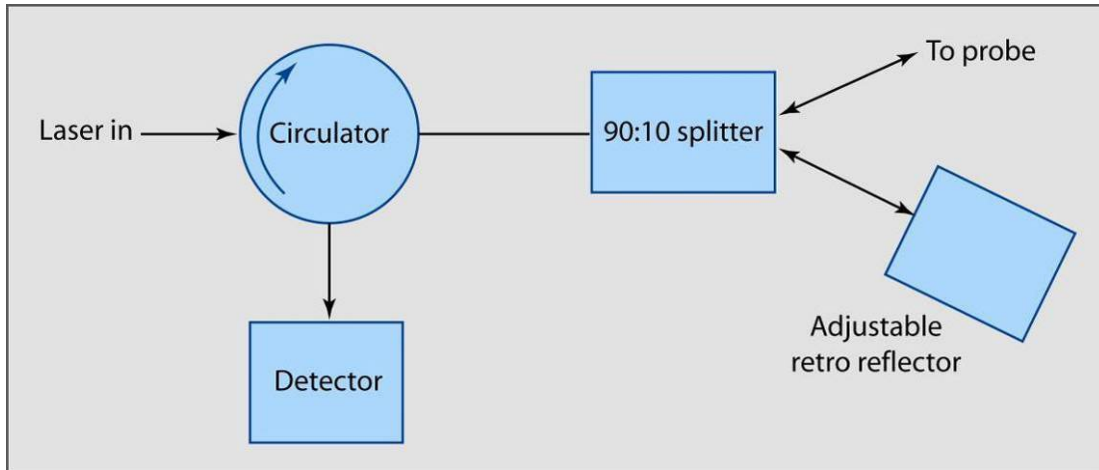 Laser in
Circulator
90:10 splitter
To probe
Detector
Adjustable
retro reflector